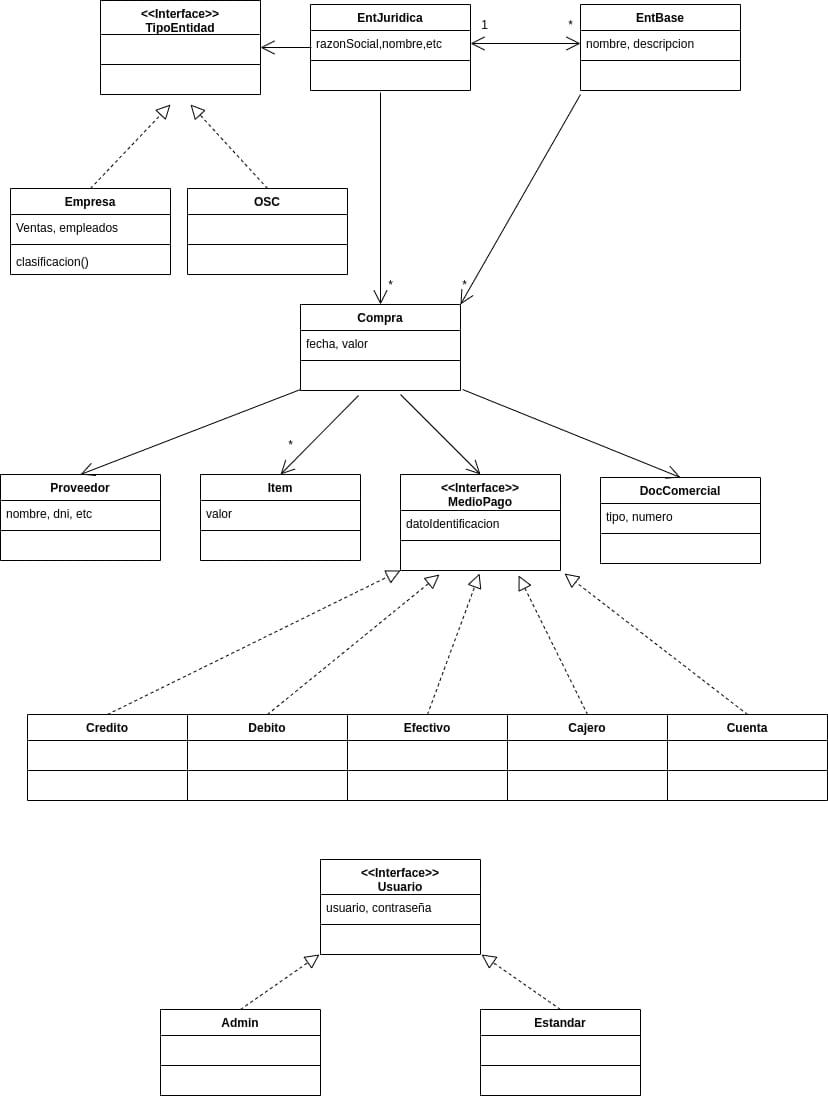 <<Interface>>
TipoEntidad
EntJuridica
razonSocial,nombre,etc
1
*
EntBase
nombre, descripcion
Empresa
Ventas, empleados
clasificacion()
OSC
*
*
Compra
fecha, valor
*
Proveedor
nombre, dni, etc
Item
valor
<<Interface>>
MedioPago
datoIdentificacion
DocComercial
tipo, numero
Credito
Debito
Efectivo
Cajero
Cuenta
<<Interface>>
Usuario
usuario, contraseña
Admin
Estandar